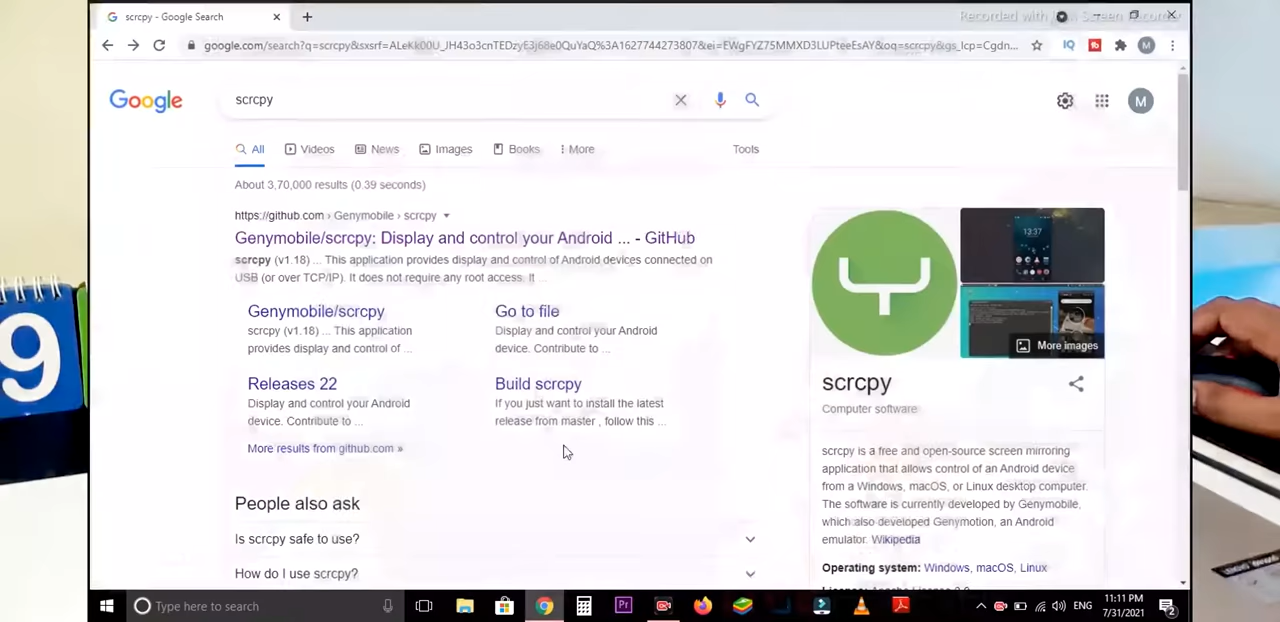 scrcpy - Google Search
Recorded with
google.com/search?q=scrcpy&sxsrf=ALeKk00U_JH43o3cnTEDzyE3j68e0QuYaQ%3A1627744273807&ei=EWgFYZ75MMXD3LUPteeEsAY&oq=scrcpy&gs_lcp=Cgdn...
IQ
M
Google
scrcpy
M
All
Videos
News
Images
Books
More
Tools
About 3,70,000 results (0.39 seconds)
https://github.com › Genymobile › scrcpy
Genymobile/scrcpy: Display and control your Android ... - GitHub
scrcpy (v1.18) ... This application provides display and control of Android devices connected on
USB (or over TCP/IP). It does not require any root access. It ...
Genymobile/scrcpy
scrcpy (v1.18) ... This application
provides display and control of ...
Go to file
Display and control your Android
device. Contribute to ...
Releases 22
Display and control your Android
device. Contribute to ...
Build scrcpy
If you just want to install the latest
release from master , follow this ...
More results from github.com »
People also ask
Is scrcpy safe to use?
How do I use scrcpy?
13:37
More images
scrcpy
Computer software
scrcpy is a free and open-source screen mirroring
application that allows control of an Android device
from a Windows, macOS, or Linux desktop computer.
The software is currently developed by Genymobile,
which also developed Genymotion, an Android
emulator. Wikipedia
Operating system: Windows, macOS, Linux
9
Type here to search
Pr
ENG
11:11 PM
7/31/2021
2